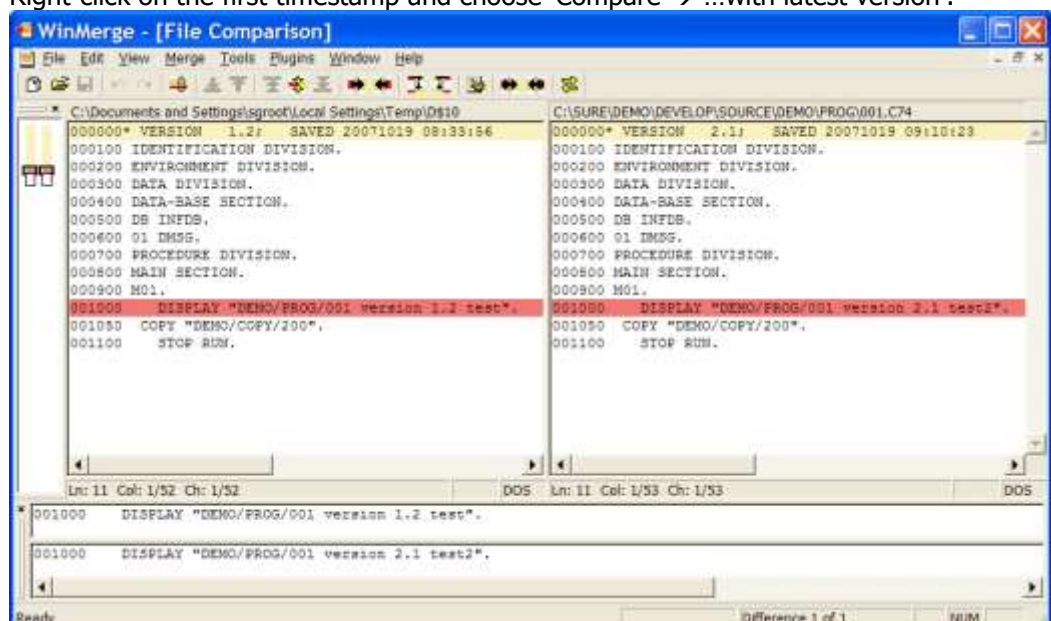 Right click on the first timestamp and choose 'Compare → ...with latest version'.
WinMerge - [File Comparison]
File Edit View Merge Tools Plugins Window Help
C:\Documents and Settings\sgroot\Local Settings\Temp\D$10
000000* VERSION 1.2; SAVED 20071019 08:33:56
000100 IDENTIFICATION DIVISION.
000200 ENVIRONMENT DIVISION.
000300 DATA DIVISION.
000400 DATA-BASE SECTION.
000500 DB INFDB.
000600 01 DMSG.
000700 PROCEDURE DIVISION.
000800 MAIN SECTION.
000900 M01.
001000 DISPLAY "DEMO/PROG/001 version 1.2 test".
001050 COPY "DEMO/COPY/200".
001100 STOP RUN.
Ln: 11 Col: 1/52 Ch: 1/52 DOS
C:\SURE\DEMO\DEVELOP\SOURCE\DEMO\PROG\001.C74
000000* VERSION 2.1; SAVED 20071019 09:10:23
000100 IDENTIFICATION DIVISION.
000200 ENVIRONMENT DIVISION.
000300 DATA DIVISION.
000400 DATA-BASE SECTION.
000500 DB INFDB.
000600 01 DMSG.
000700 PROCEDURE DIVISION.
000800 MAIN SECTION.
000900 M01.
001000 DISPLAY "DEMO/PROG/001 version 2.1 test2".
001050 COPY "DEMO/COPY/200".
001100 STOP RUN.
Ln: 11 Col: 1/53 Ch: 1/53 DOS
001000 DISPLAY "DEMO/PROG/001 version 1.2 test".
001000 DISPLAY "DEMO/PROG/001 version 2.1 test2".
Ready Difference 1 of 1 NUM